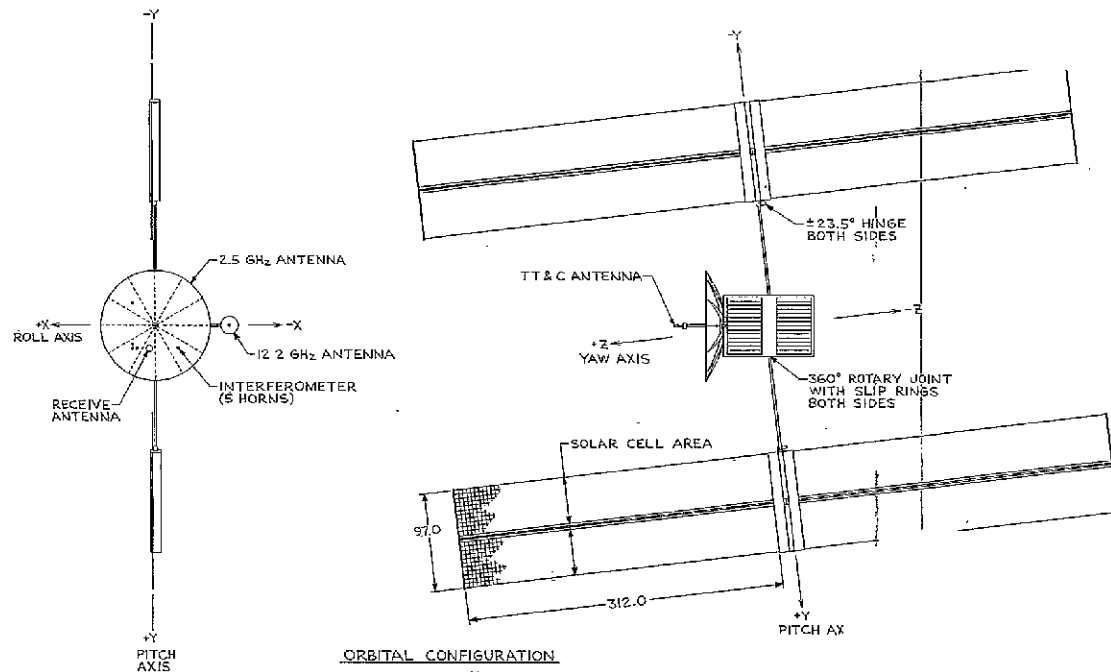 -Y
2.5 GHz ANTENNA
+X
ROLL AXIS
-X
12.2 GHz ANTENNA
INTERFEROMETER
(5 HORNS)
RECEIVE
ANTENNA
+Y
PITCH
AXIS
-Y
±23.5° HINGE
BOTH SIDES
TT&C ANTENNA
-Z
+Z
YAW AXIS
360° ROTARY JOINT
WITH SLIP RINGS
BOTH SIDES
SOLAR CELL AREA
97.0
312.0
+Y
PITCH AX
ORBITAL CONFIGURATION